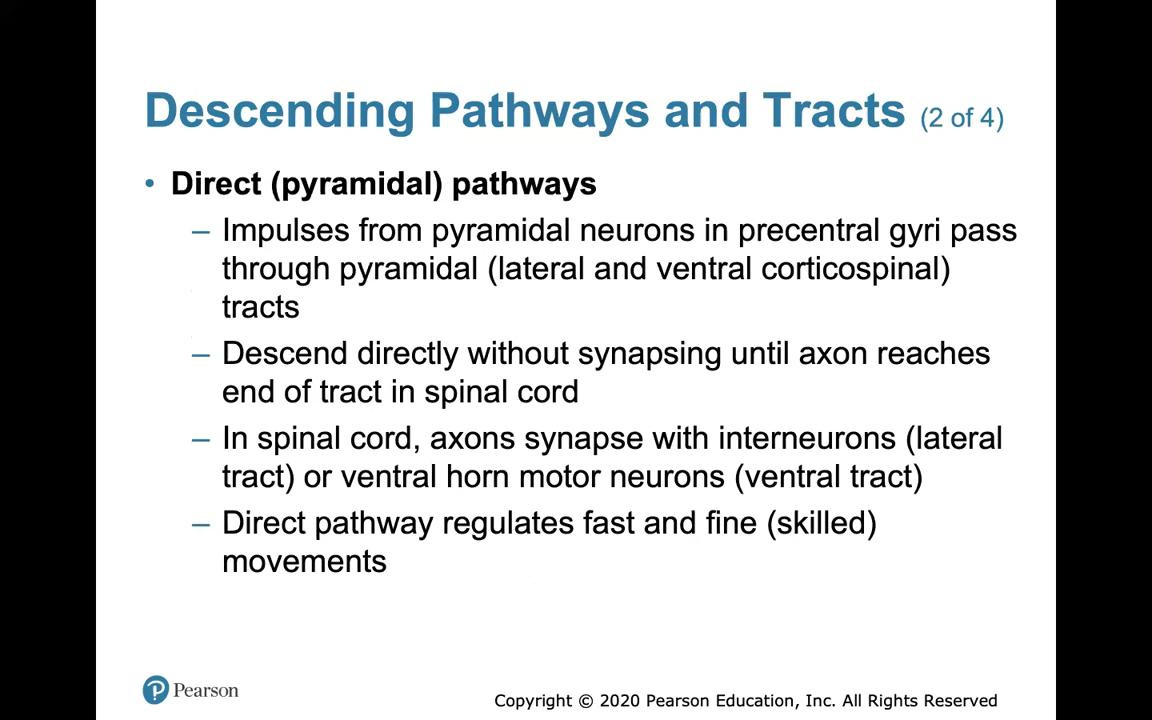 Descending Pathways and Tracts (2 of 4)
• Direct (pyramidal) pathways
– Impulses from pyramidal neurons in precentral gyri pass
through pyramidal (lateral and ventral corticospinal)
tracts
– Descend directly without synapsing until axon reaches
end of tract in spinal cord
– In spinal cord, axons synapse with interneurons (lateral
tract) or ventral horn motor neurons (ventral tract)
– Direct pathway regulates fast and fine (skilled)
movements
P Pearson
Copyright © 2020 Pearson Education, Inc. All Rights Reserved